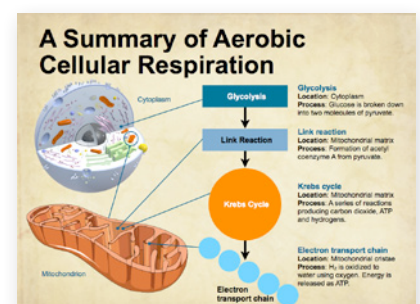 A Summary of Aerobic
Cellular Respiration
Cytoplasm
Glycolysis
Glycolysis
Location: Cytoplasm
Process: Glucose is broken down
into two molecules of pyruvate.
Link Reaction
Link reaction
Location: Mitochondrial matrix
Process: Formation of acetyl
coenzyme A from pyruvate.
Krebs Cycle
Krebs cycle
Location: Mitochondrial matrix
Process: A series of reactions
producing carbon dioxide, ATP
and hydrogens.
Mitochondrion
Electron
transport chain
Electron transport chain
Location: Mitochondrial cristae
Process: H₂ is oxidized to
water using oxygen. Energy is
released as ATP.